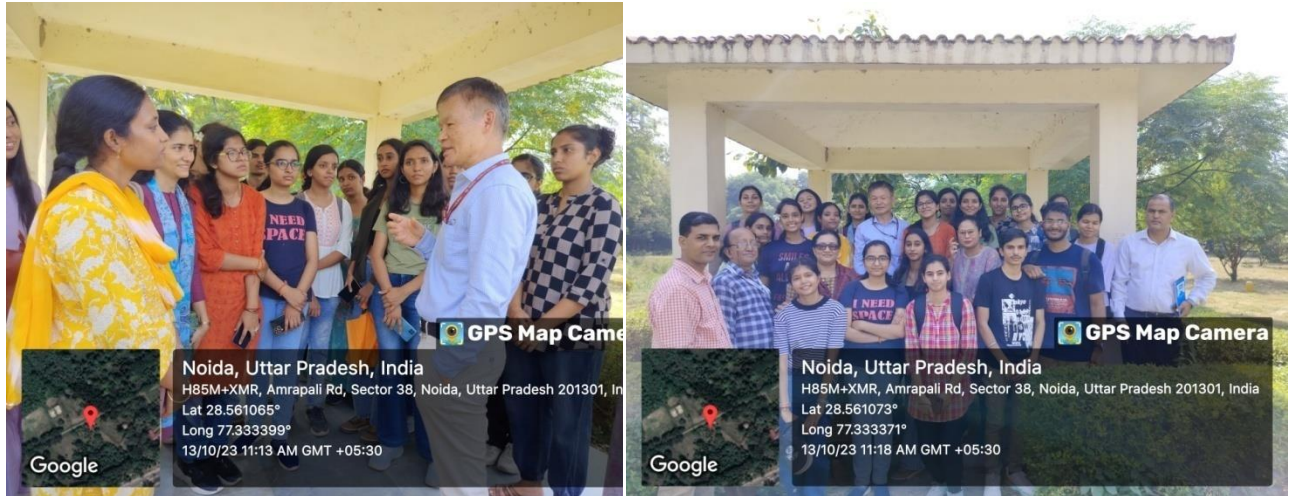 I NEED
SPACE
GPS Map Came
Noida, Uttar Pradesh, India
H85M+XMR, Amrapali Rd, Sector 38, Noida, Uttar Pradesh 201301, In
Lat 28.561065°
Long 77.333399°
13/10/23 11:13 AM GMT +05:30
Google
SMILE
I NEED
SPACE
GPS Map Camera
Noida, Uttar Pradesh, India
H85M+XMR, Amrapali Rd, Sector 38, Noida, Uttar Pradesh 201301, India
Lat 28.561073°
Long 77.333371°
13/10/23 11:18 AM GMT +05:30
Google